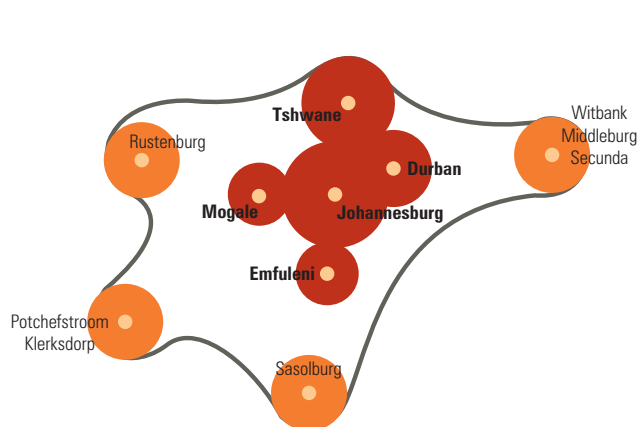 Tshwane
Witbank
Middleburg
Secunda
Rustenburg
Durban
Mogale
Johannesburg
Emfuleni
Potchefstroom
Klerksdorp
Sasolburg